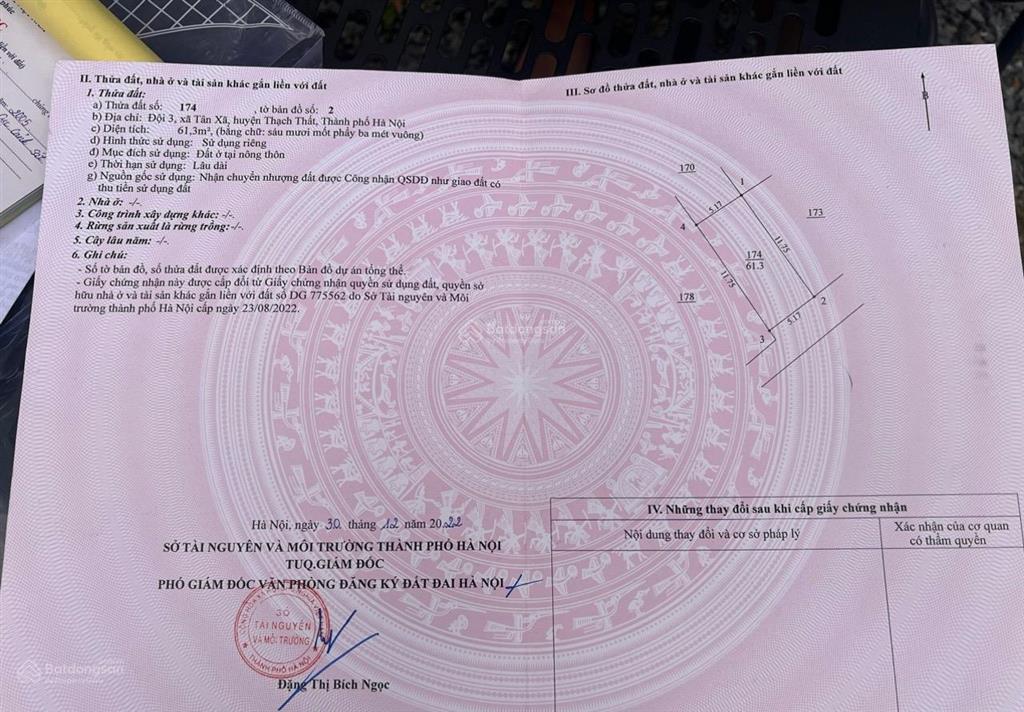 II. Thửa đất, nhà ở và tài sản khác gắn liền với đất
1. Thửa đất:
a) Thửa đất số: 174 , tờ bản đồ số: 2
b) Địa chỉ: Đội 3, xã Tân Xã, huyện Thạch Thất, Thành phố Hà Nội
c) Diện tích: 61,3m², (bằng chữ: sáu mươi mốt phẩy ba mét vuông)
d) Hình thức sử dụng: Sử dụng riêng
đ) Mục đích sử dụng: Đất ở tại nông thôn
e) Thời hạn sử dụng: Lâu dài
g) Nguồn gốc sử dụng: Nhận chuyển nhượng đất được Công nhận QSDĐ như giao đất có
thu tiền sử dụng đất
2. Nhà ở: -/-.
3. Công trình xây dựng khác: -/-.
4. Rừng sản xuất là rừng trồng:-/-.
5. Cây lâu năm: -/-.
6. Ghi chú:
- Số tờ bản đồ, số thửa đất được xác định theo Bản đồ dự án tổng thể.
- Giấy chứng nhận này được cấp đổi từ Giấy chứng nhận quyền sử dụng đất, quyền sở
hữu nhà ở và tài sản khác gắn liền với đất số DG 775562 do Sở Tài nguyên và Môi
trường thành phố Hà Nội cấp ngày 23/08/2022.
Hà Nội, ngày 30 tháng 12 năm 2022
SỞ TÀI NGUYÊN VÀ MÔI TRƯỜNG THÀNH PHỐ HÀ NỘI
TUQ.GIÁM ĐỐC
PHÓ GIÁM ĐỐC VĂN PHÒNG ĐĂNG KÝ ĐẤT ĐAI HÀ NỘI
SỞ
TÀI NGUYÊN
VÀ MÔI TRƯỜNG
THÀNH PHỐ HÀ NỘI
Đặng Thị Bích Ngọc
III. Sơ đồ thửa đất, nhà ở và tài sản khác gắn liền với đất
B
170
1
173
5.17
4
11.75
174
61.3
11.75
178
2
5.17
3
IV. Những thay đổi sau khi cấp giấy chứng nhận
Nội dung thay đổi và cơ sở pháp lý
Xác nhận của cơ quan
có thẩm quyền
Batdongsan
Batdongsan